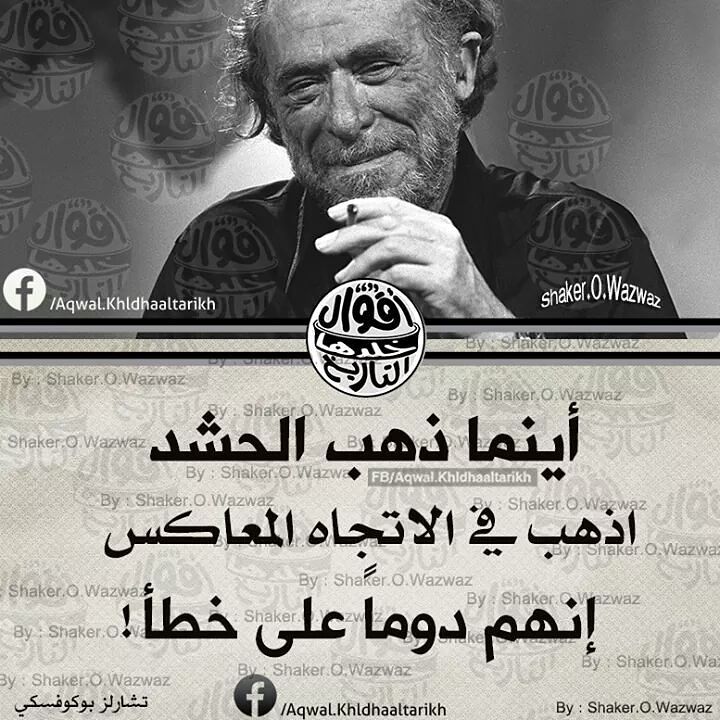 /Aqwal.Khldhaaltarikh
Shaker.O.Wazwaz
أقوال
خلدها
التاريخ
By : Shaker.O.Wazwaz
أينما ذهب الحشد
FB/Aqwal.Khldhaaltarikh
اذهب في الاتجاه المعاكس
إنهم دوماً على خطأ!
تشارلز بوكوفسكي
/Aqwal.Khldhaaltarikh
By : Shaker.O.Wazwaz